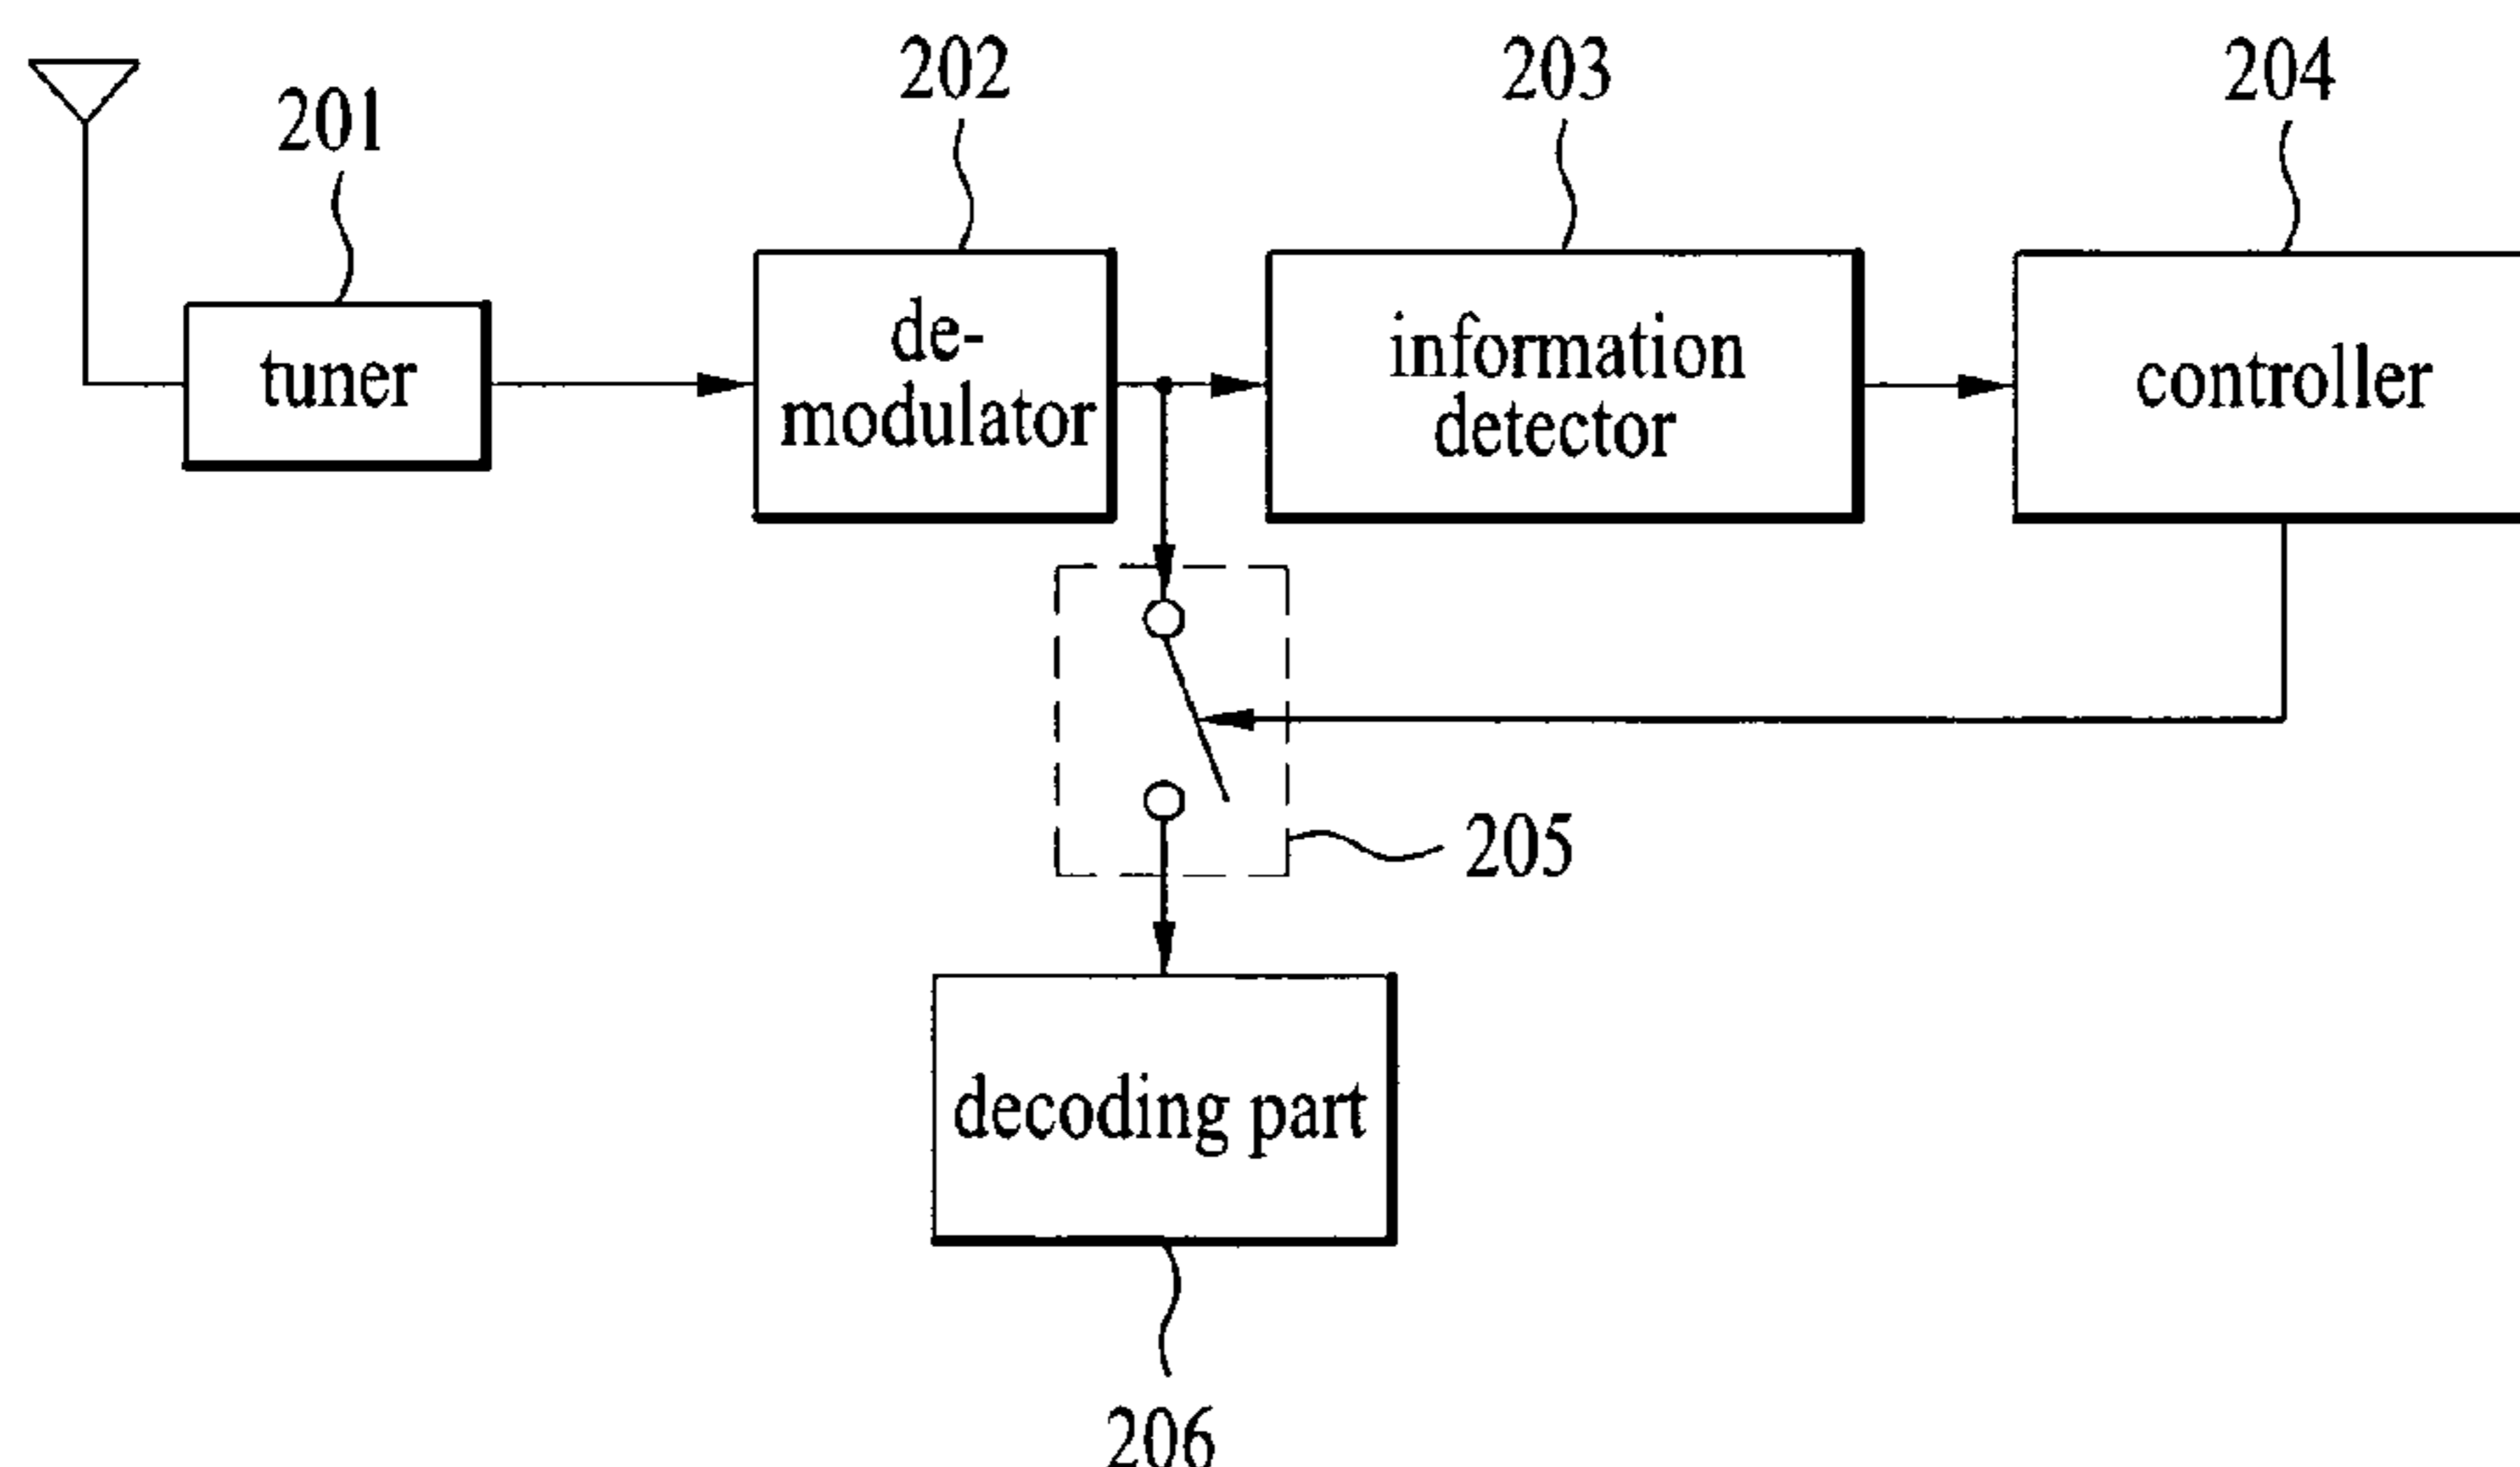 201
202
203
204
tuner
de-
modulator
information
detector
controller
205
decoding part
206